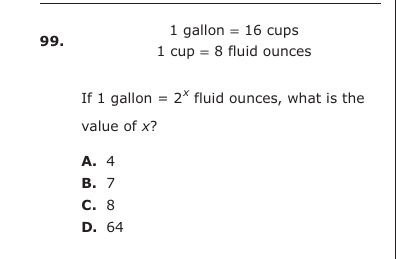 99.
1 gallon = 16 cups
1 cup = 8 fluid ounces
If 1 gallon = 2ˣ fluid ounces, what is the
value of x?
A. 4
B. 7
C. 8
D. 64